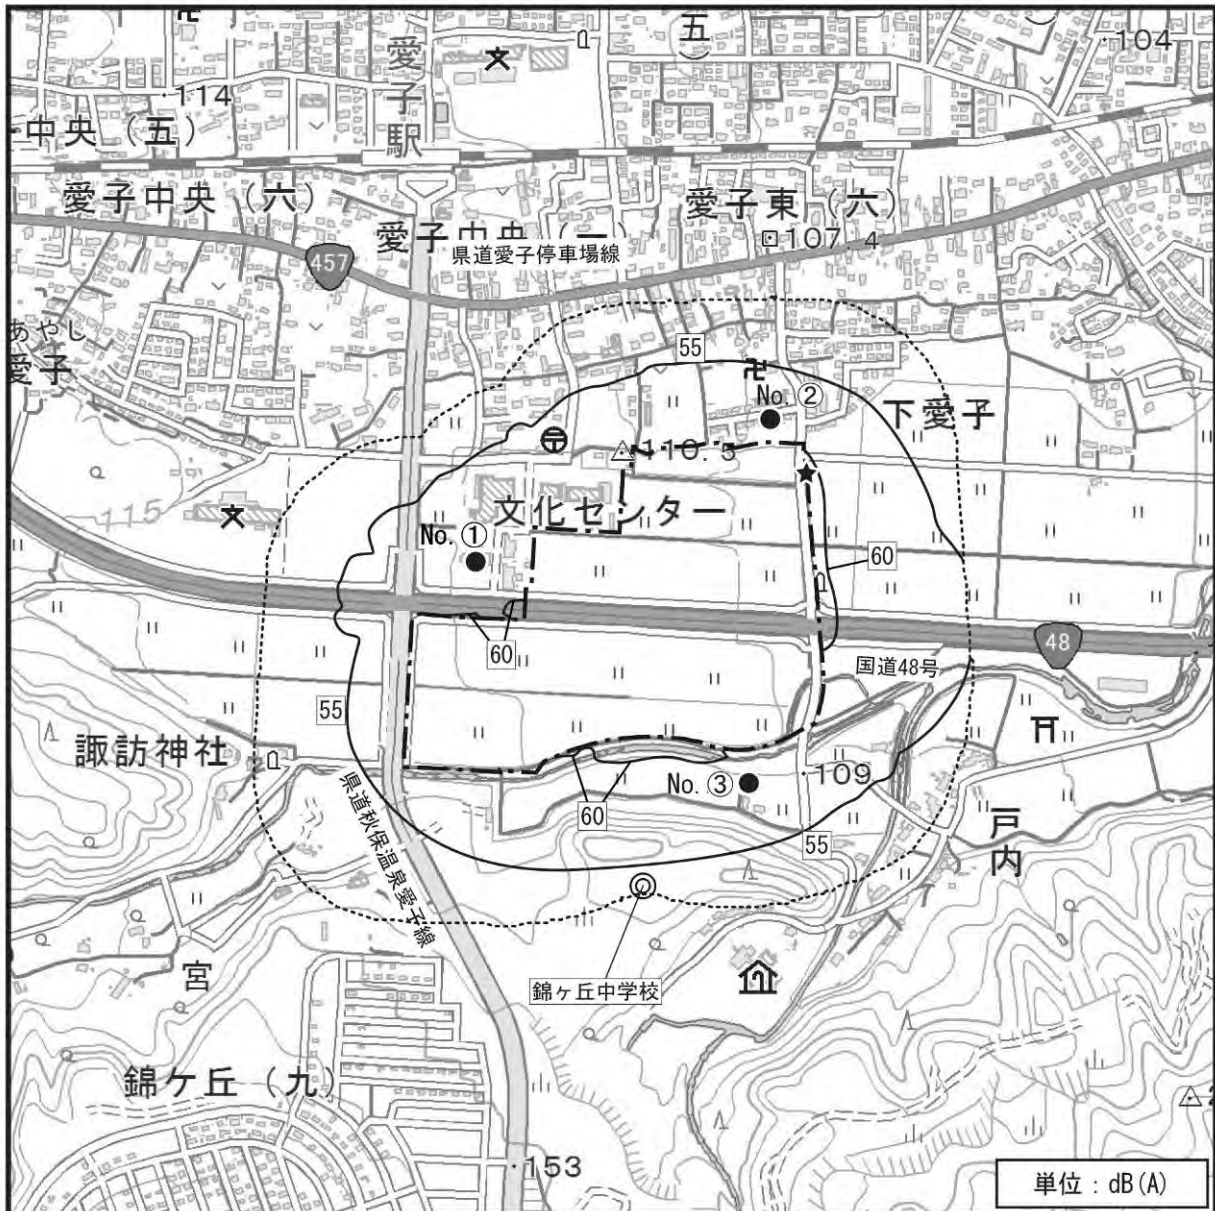 五
104
愛子駅
114
中央（五）
愛子中央（六）
愛子東（六）
107.4
愛子中央（一）
県道愛子停車場線
457
あやし
愛子
55
No.②
下愛子
110.5
115
文化センター
No.①
60
60
48
国道48号
55
諏訪神社
No.③
109
60
県道秋保温泉愛子線
55
戸内
宮
錦ヶ丘中学校
錦ケ丘（九）
153
単位：dB(A)